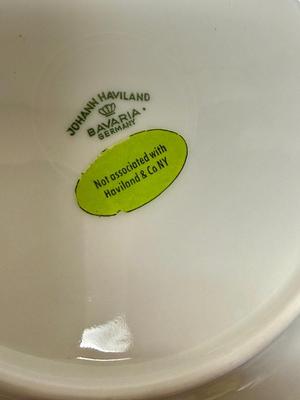 JOHANN HAVILAND
BAVARIA
GERMANY
Not associated with
Haviland & Co. NY